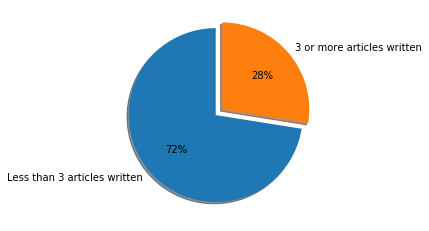 3 or more articles written
28%
72%
Less than 3 articles written